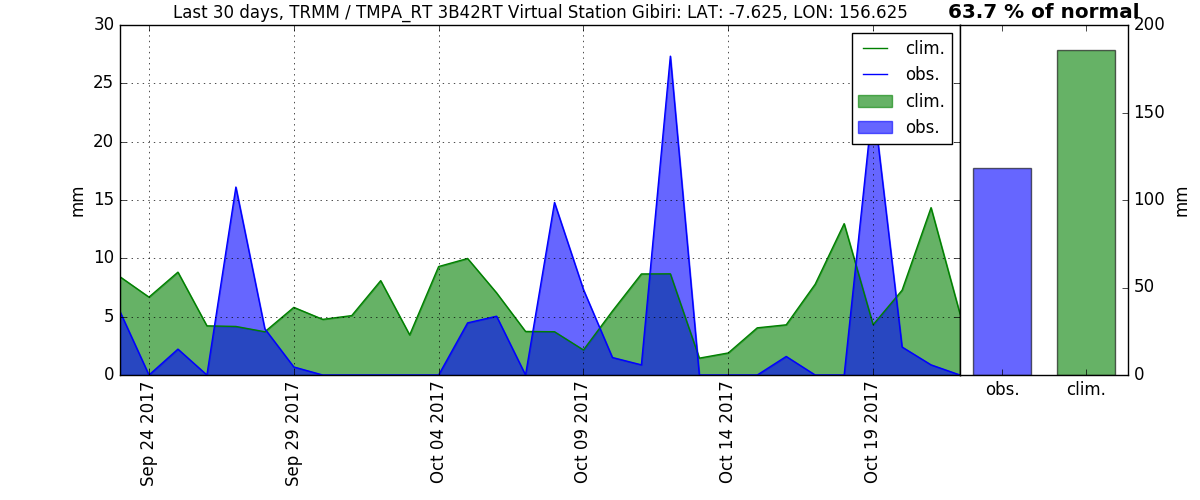 Last 30 days, TRMM / TMPA_RT 3B42RT Virtual Station Gibiri: LAT: -7.625, LON: 156.625
63.7 % of normal
30
25
20
15
10
5
0
mm
clim.
obs.
clim.
obs.
Sep 24 2017
Sep 29 2017
Oct 04 2017
Oct 09 2017
Oct 14 2017
Oct 19 2017
200
150
100
50
0
mm
obs.
clim.